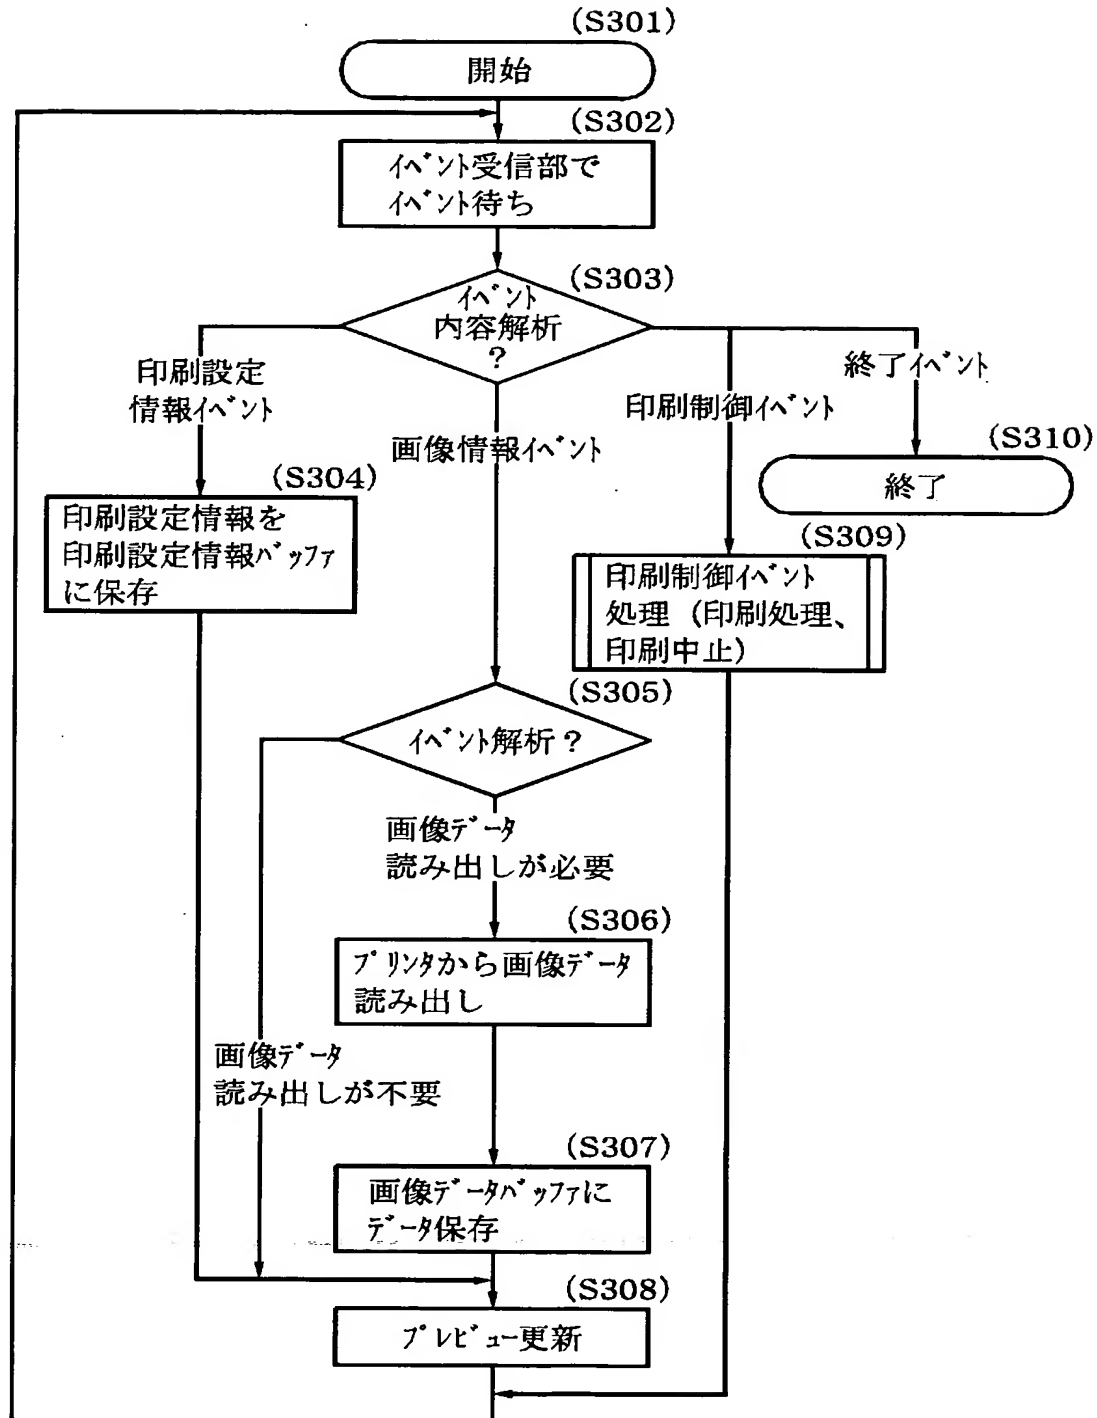 (S301)
開始
(S302)
イベント受信部で
イベント待ち
(S303)
イベント
内容解析
?
印刷設定
情報イベント
画像情報イベント
印刷制御イベント
終了イベント
(S310)
終了
(S304)
印刷設定情報を
印刷設定情報バッファ
に保存
(S309)
印刷制御イベント
処理（印刷処理、
印刷中止）
(S305)
イベント解析?
画像データ
読み出しが必要
(S306)
プリンタから画像データ
読み出し
画像データ
読み出しが不要
(S307)
画像データバッファに
データ保存
(S308)
プレビュー更新